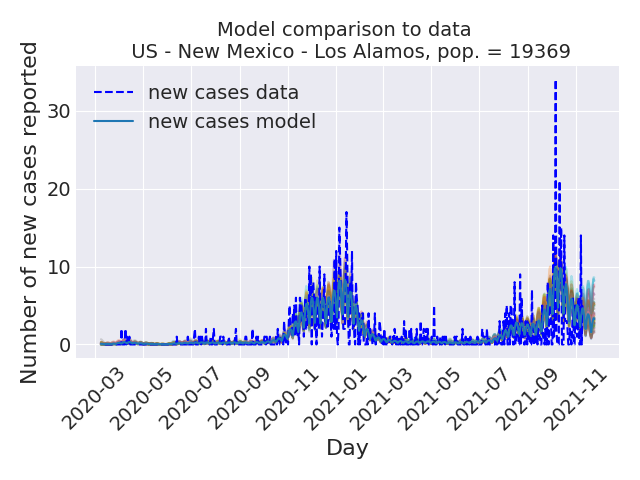 Model comparison to data
US - New Mexico - Los Alamos, pop. = 19369
Number of new cases reported
30
20
10
0
new cases data
new cases model
2020-03
2020-05
2020-07
2020-09
2020-11
2021-01
2021-03
2021-05
2021-07
2021-09
2021-11
Day